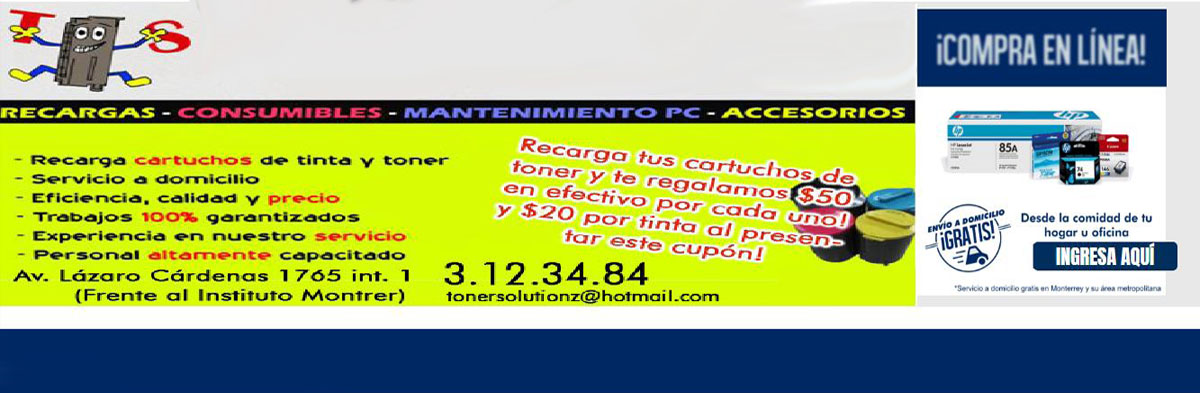 T S
RECARGAS - CONSUMIBLES - MANTENIMIENTO PC - ACCESORIOS
- Recarga cartuchos de tinta y toner
- Servicio a domicilio
- Eficiencia, calidad y precio
- Trabajos 100% garantizados
- Experiencia en nuestro servicio
- Personal altamente capacitado
Av. Lázaro Cárdenas 1765 int. 1
(Frente al Instituto Montrer)
Recarga tus cartuchos de
toner y te regalamos $50
en efectivo por cada uno!
y $20 por tinta al presen-
tar este cupón!
3.12.34.84
tonersolutionz@hotmail.com
¡COMPRA EN LÍNEA!
hp
85A
hp
74
Canon
ENVÍO A DOMICILIO
¡GRATIS!
Desde la comidad de tu
hogar u oficina
INGRESA AQUÍ
*Servicio a domicilio gratis en Monterrey y su área metropolitana